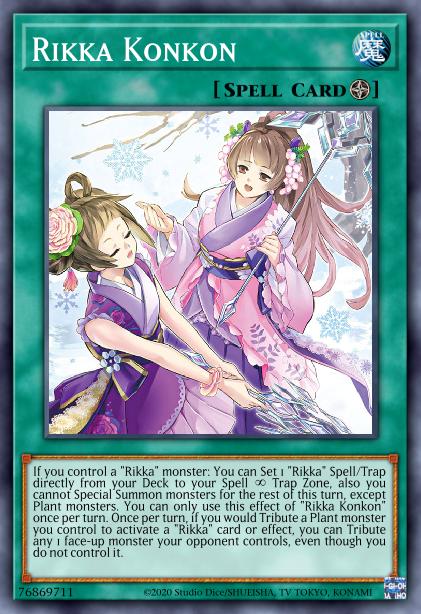 Rikka Konkon
SPELL
魔
[Spell Card]
If you control a "Rikka" monster: You can Set 1 "Rikka" Spell/Trap
directly from your Deck to your Spell & Trap Zone, also you
cannot Special Summon monsters for the rest of this turn, except
Plant monsters. You can only use this effect of "Rikka Konkon"
once per turn. Once per turn, if you would Tribute a Plant monster
you control to activate a "Rikka" card or effect, you can Tribute
any 1 face-up monster your opponent controls, even though you
do not control it.
76869711
©2020 Studio Dice/SHUEISHA, TV TOKYO, KONAMI